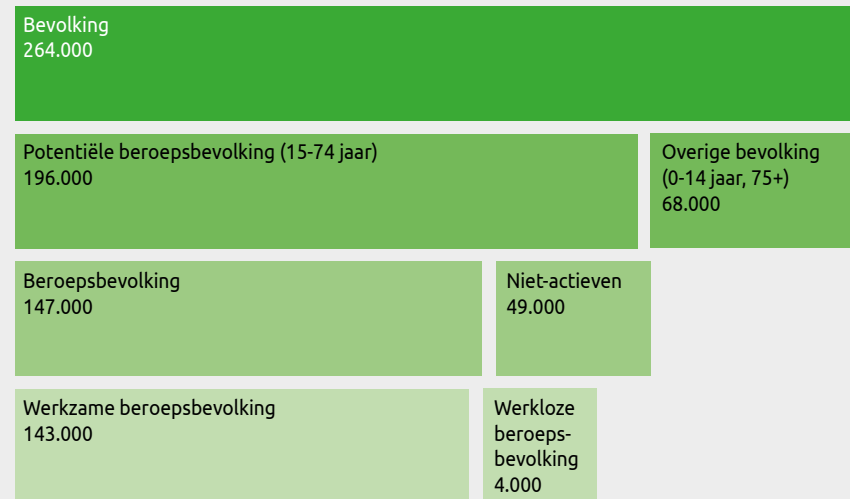 Bevolking
264.000
Potentiële beroepsbevolking (15-74 jaar)
196.000
Overige bevolking
(0-14 jaar, 75+)
68.000
Beroepsbevolking
147.000
Niet-actieven
49.000
Werkzame beroepsbevolking
143.000
Werkloze
beroeps-
bevolking
4.000